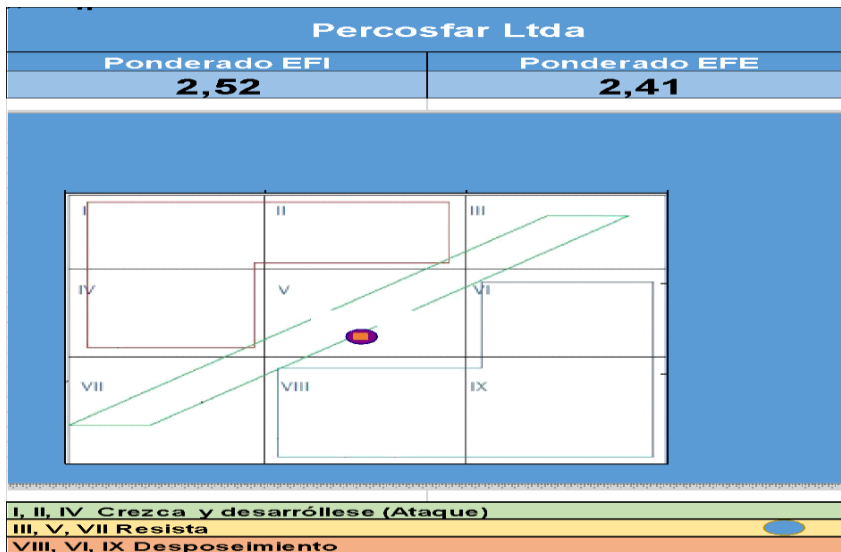 Percosfar Ltda
Ponderado EFI Ponderado EFE
2,52 2,41
I II III
IV V VI
VII VIII IX
I, II, IV Crezca y desarróllese (Ataque)
III, V, VII Resista
VIII, VI, IX Desposeimiento